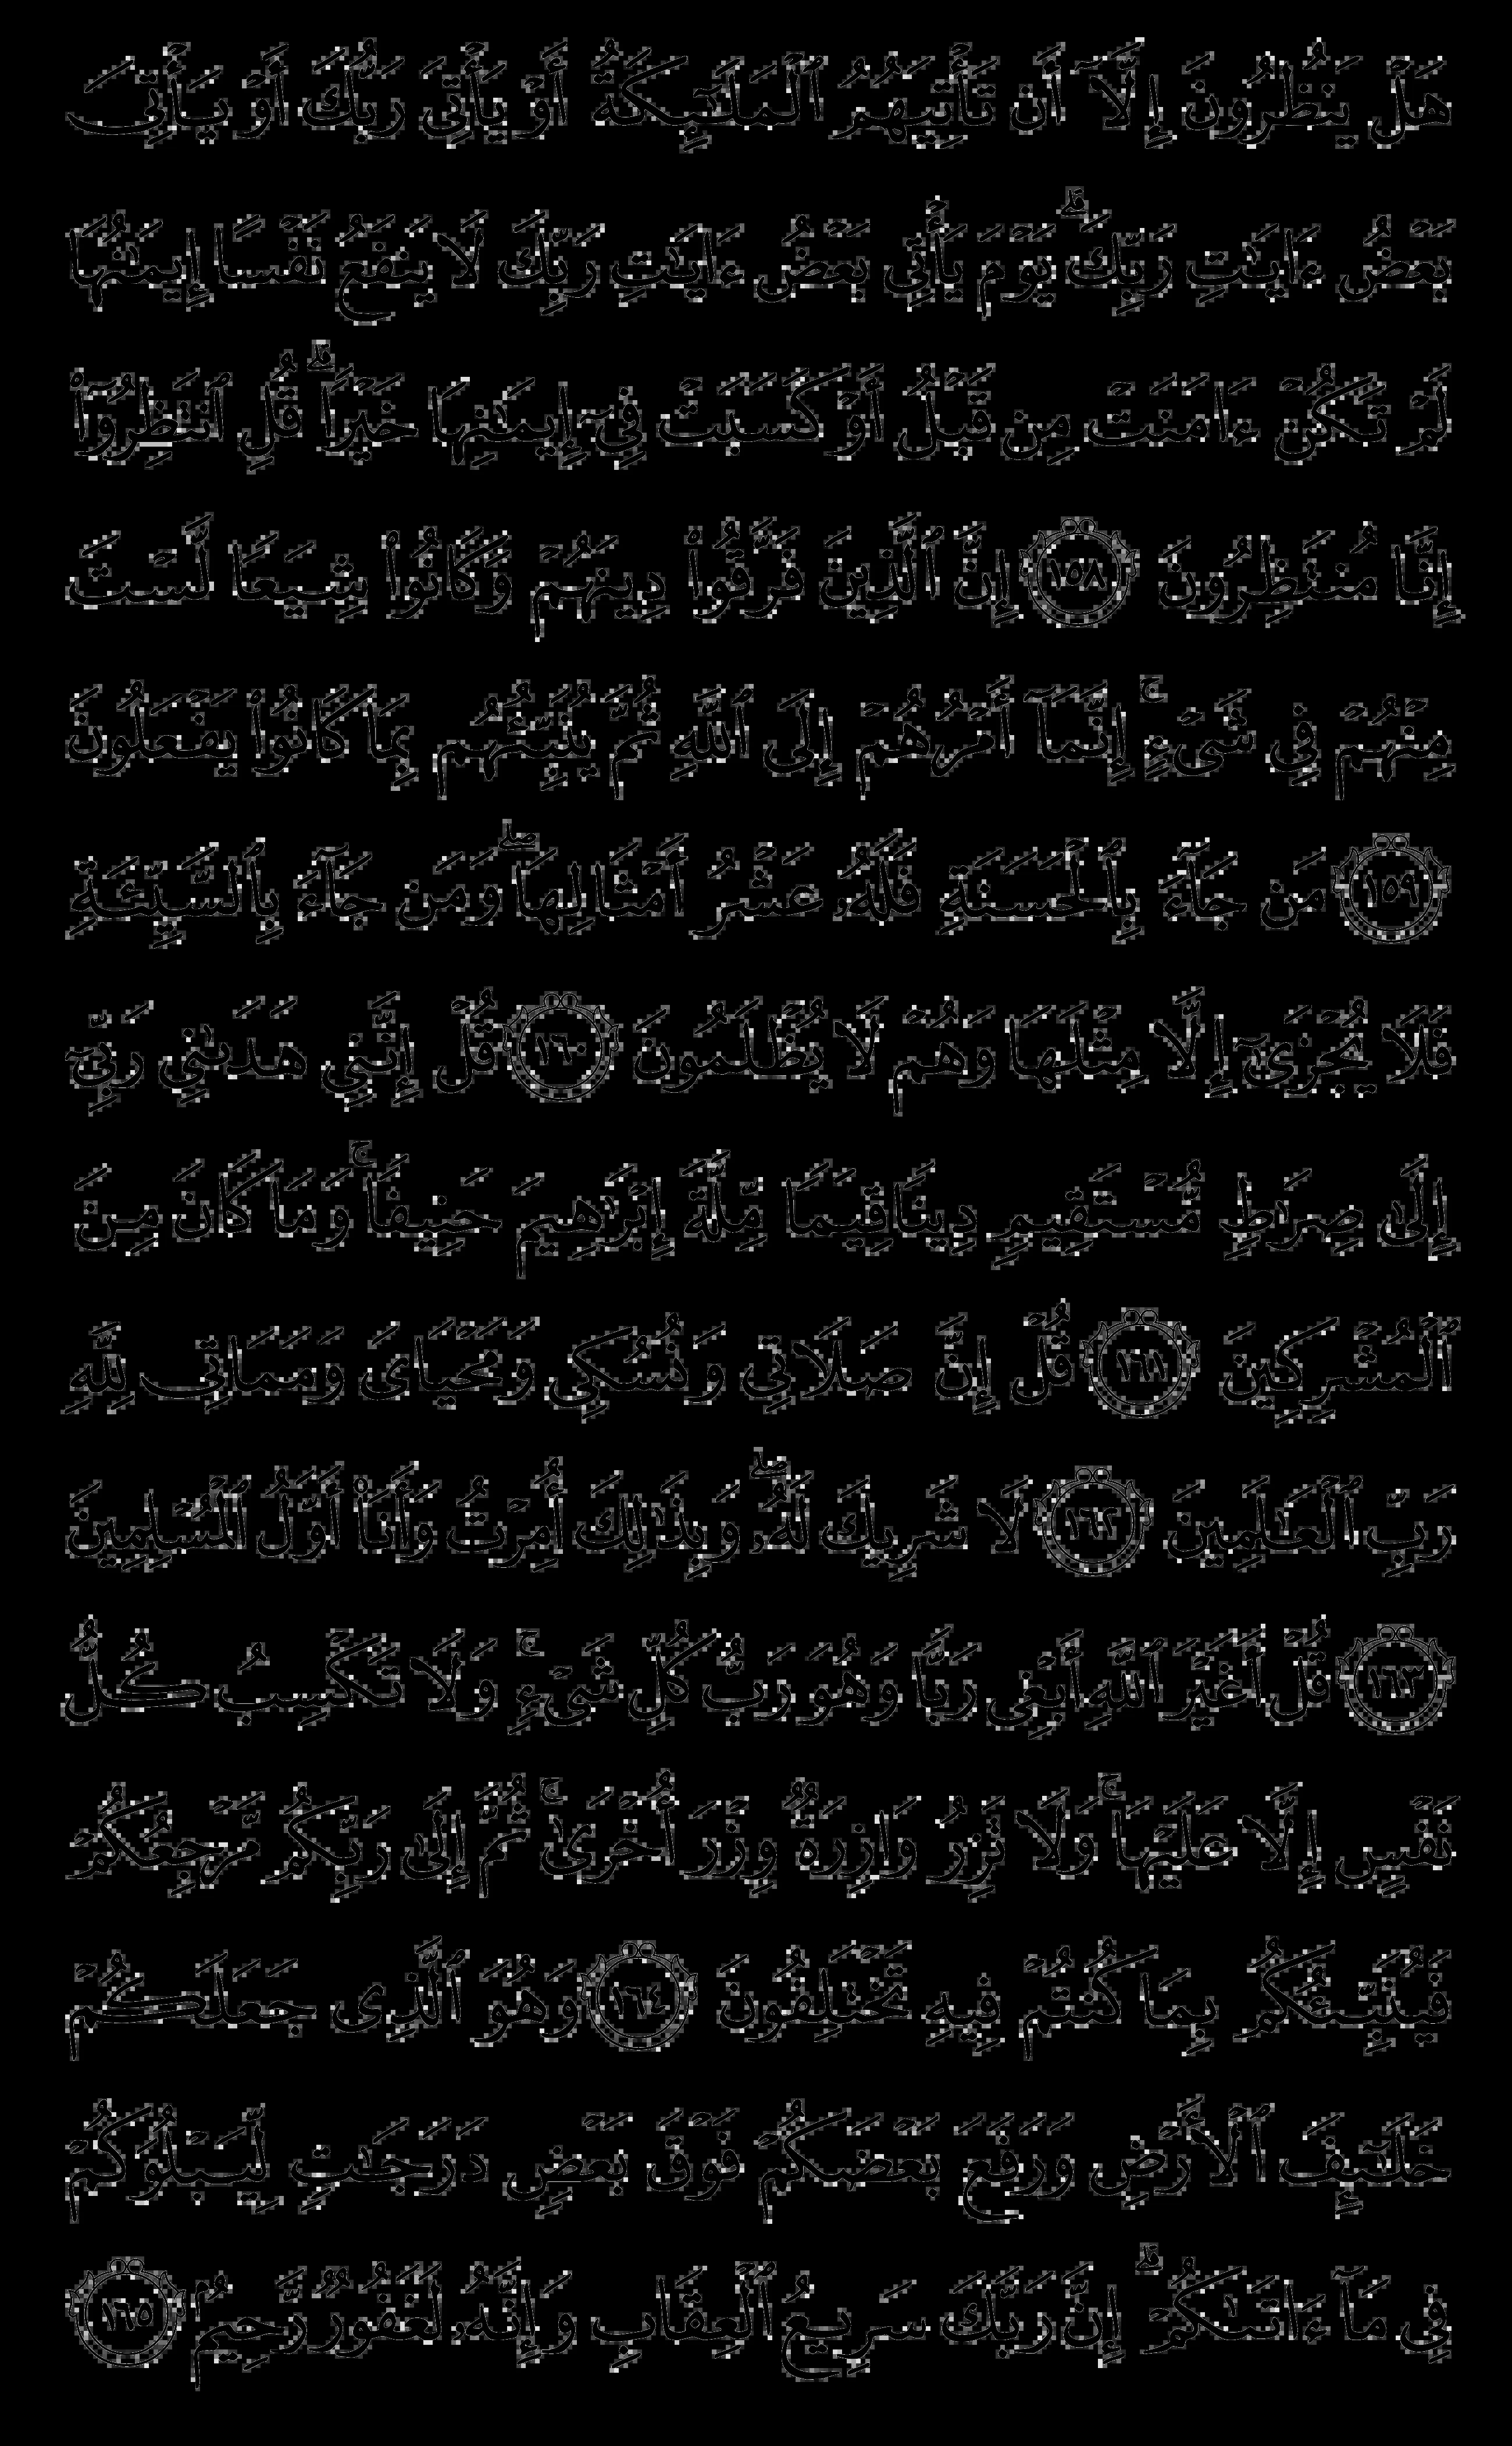 هَلْ يَنظُرُونَ إِلَّآ أَن تَأْتِيَهُمُ ٱلْمَلَٰٓئِكَةُ أَوْ يَأْتِىَ رَبُّكَ أَوْ يَأْتِىَ
بَعْضُ ءَايَٰتِ رَبِّكَ ۗ يَوْمَ يَأْتِى بَعْضُ ءَايَٰتِ رَبِّكَ لَا يَنفَعُ نَفْسًا إِيمَٰنُهَا
لَمْ تَكُنْ ءَامَنَتْ مِن قَبْلُ أَوْ كَسَبَتْ فِىٓ إِيمَٰنِهَا خَيْرًا ۗ قُلِ ٱنتَظِرُوٓا۟
إِنَّا مُنتَظِرُونَ ١٥٨ إِنَّ ٱلَّذِينَ فَرَّقُوا۟ دِينَهُمْ وَكَانُوا۟ شِيَعًا لَّسْتَ
مِنْهُمْ فِى شَىْءٍ ۚ إِنَّمَآ أَمْرُهُمْ إِلَى ٱللَّهِ ثُمَّ يُنَبِّئُهُم بِمَا كَانُوا۟ يَفْعَلُونَ
١٥٩ مَن جَآءَ بِٱلْحَسَنَةِ فَلَهُۥ عَشْرُ أَمْثَالِهَا ۖ وَمَن جَآءَ بِٱلسَّيِّئَةِ
فَلَا يُجْزَىٰٓ إِلَّا مِثْلَهَا وَهُمْ لَا يُظْلَمُونَ ١٦٠ قُلْ إِنَّنِى هَدَىٰنِى رَبِّىٓ
إِلَىٰ صِرَٰطٍ مُّسْتَقِيمٍ دِينًا قِيَمًا مِّلَّةَ إِبْرَٰهِيمَ حَنِيفًا ۚ وَمَا كَانَ مِنَ
ٱلْمُشْرِكِينَ ١٦١ قُلْ إِنَّ صَلَاتِى وَنُسُكِى وَمَحْيَاىَ وَمَمَاتِى لِلَّهِ
رَبِّ ٱلْعَٰلَمِينَ ١٦٢ لَا شَرِيكَ لَهُۥ ۖ وَبِذَٰلِكَ أُمِرْتُ وَأَنَا۠ أَوَّلُ ٱلْمُسْلِمِينَ
١٦٣ قُلْ أَغَيْرَ ٱللَّهِ أَبْغِى رَبًّا وَهُوَ رَبُّ كُلِّ شَىْءٍ ۚ وَلَا تَكْسِبُ كُلُّ
نَفْسٍ إِلَّا عَلَيْهَا ۚ وَلَا تَزِرُ وَازِرَةٌ وِزْرَ أُخْرَىٰ ۚ ثُمَّ إِلَىٰ رَبِّكُم مَّرْجِعُكُمْ
فَيُنَبِّئُكُم بِمَا كُنتُمْ فِيهِ تَخْتَلِفُونَ ١٦٤ وَهُوَ ٱلَّذِى جَعَلَكُمْ
خَلَٰٓئِفَ ٱلْأَرْضِ وَرَفَعَ بَعْضَكُمْ فَوْقَ بَعْضٍ دَرَجَٰتٍ لِّيَبْلُوَكُمْ
فِى مَآ ءَاتَىٰكُمْ ۗ إِنَّ رَبَّكَ سَرِيعُ ٱلْعِقَابِ وَإِنَّهُۥ لَغَفُورٌ رَّحِيمٌۢ ١٦٥